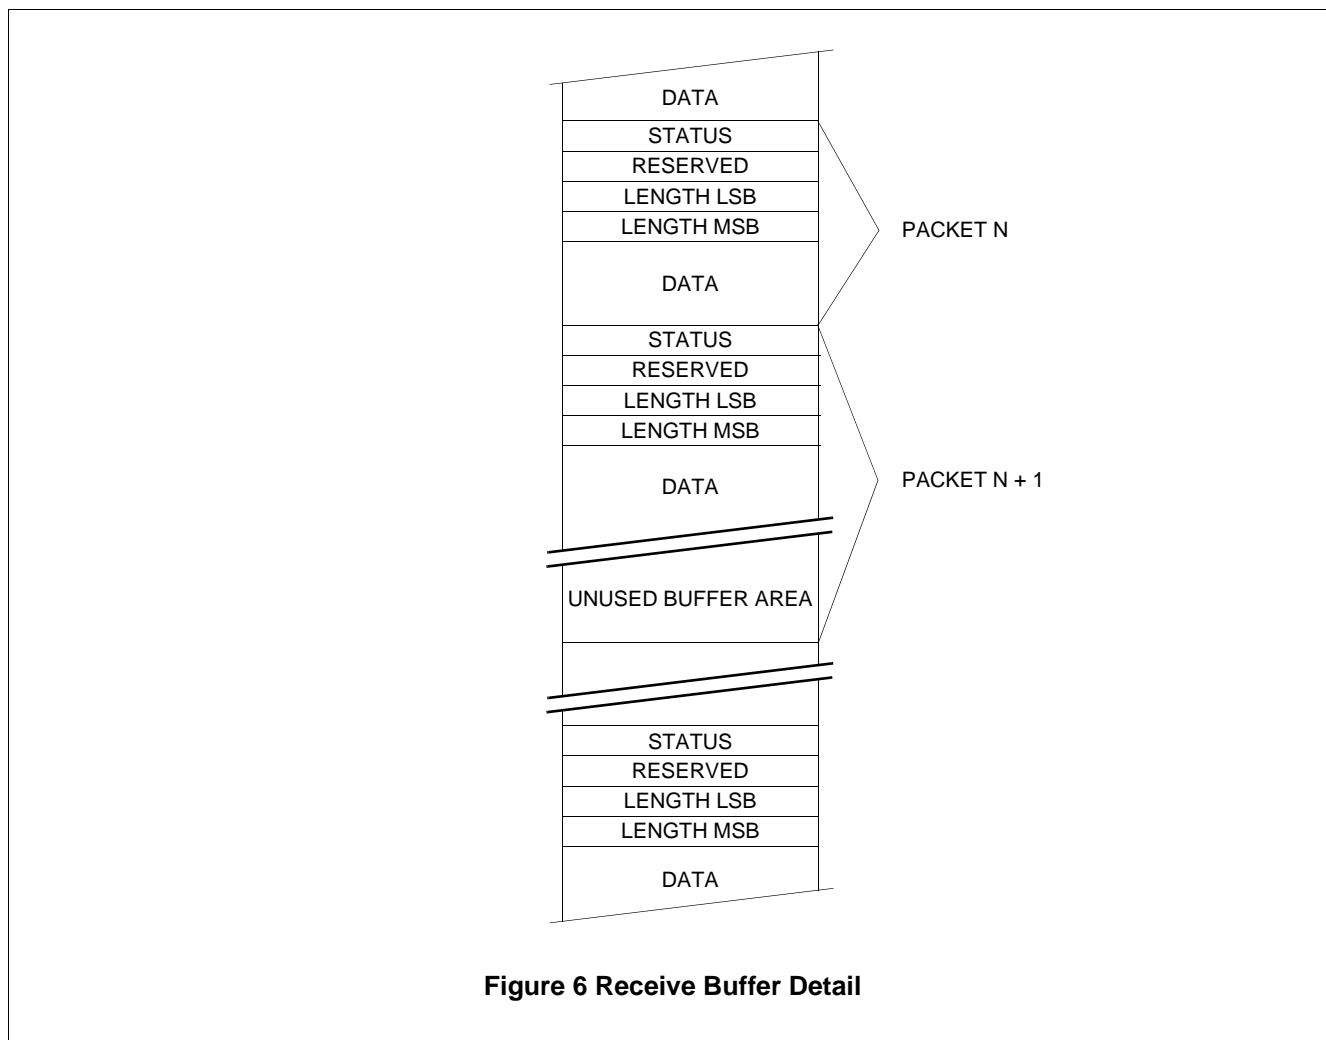 DATA
STATUS
RESERVED
LENGTH LSB
LENGTH MSB
PACKET N
DATA
STATUS
RESERVED
LENGTH LSB
LENGTH MSB
PACKET N + 1
DATA
UNUSED BUFFER AREA
STATUS
RESERVED
LENGTH LSB
LENGTH MSB
DATA
Figure 6 Receive Buffer Detail